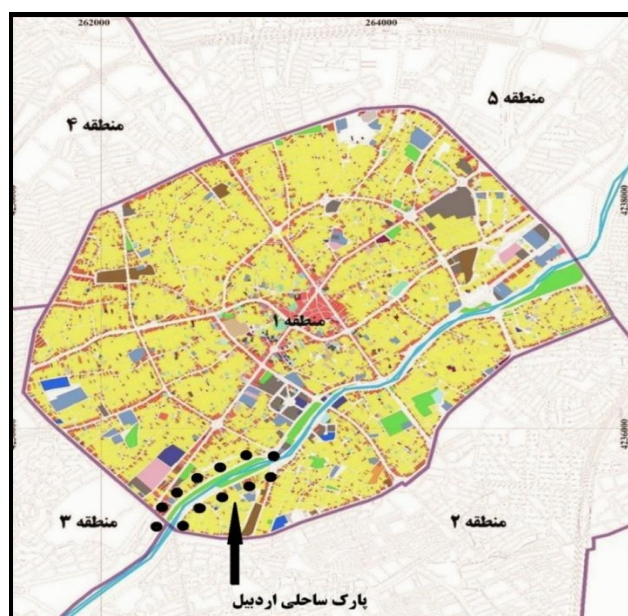 262000
264000
منطقه ۵
منطقه ۴
4238000
منطقه ۱
4236000
منطقه ۳
منطقه ۲
پارک ساحلی اردبیل